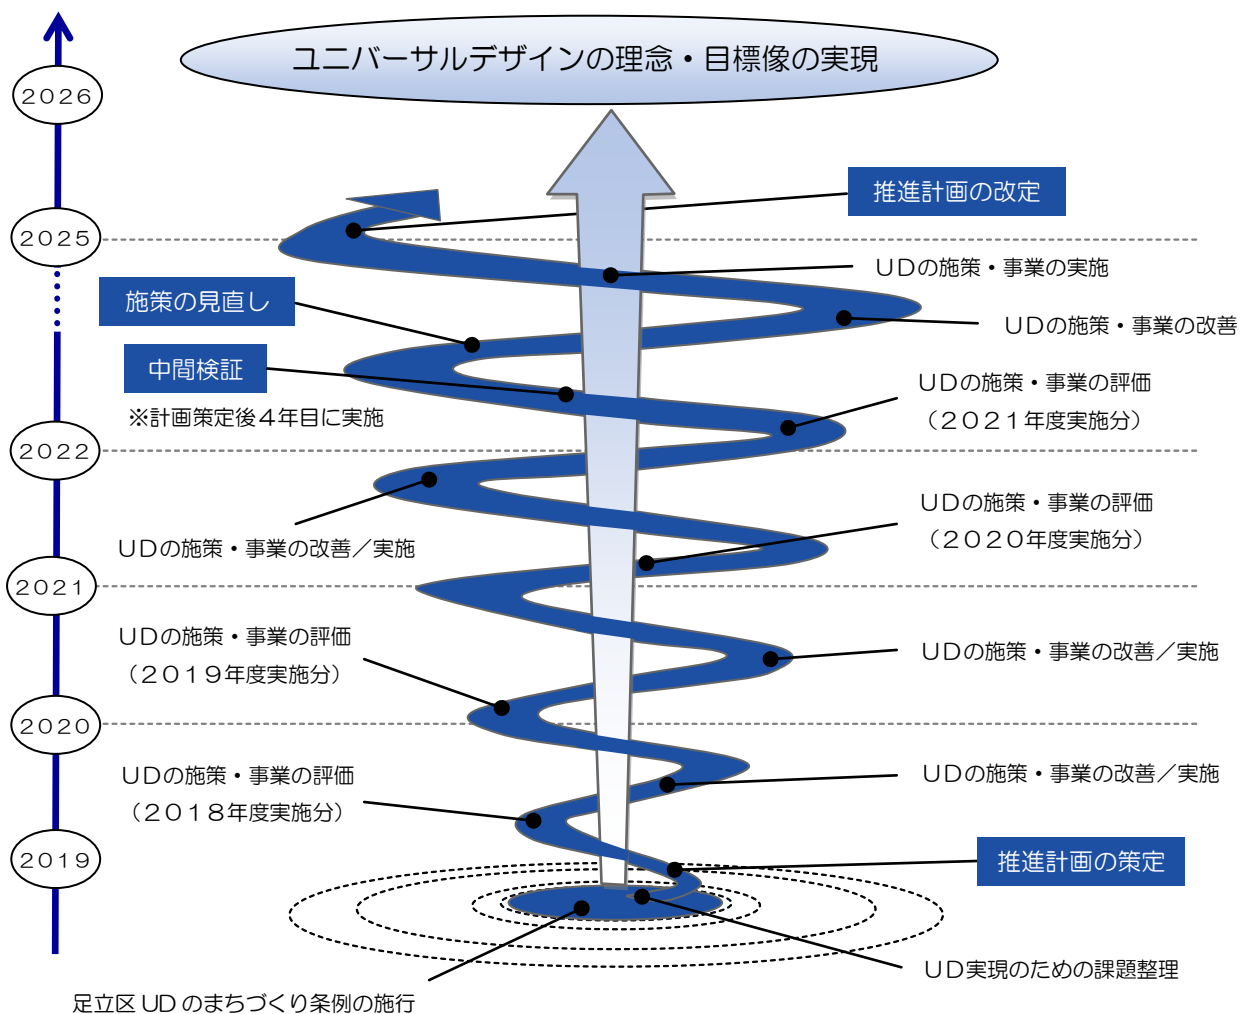 ユニバーサルデザインの理念・目標像の実現
２０２６
推進計画の改定
２０２５
UDの施策・事業の実施
施策の見直し
UDの施策・事業の改善
中間検証
※計画策定後４年目に実施
UDの施策・事業の評価
（２０２１年度実施分）
２０２２
UDの施策・事業の評価
（２０２０年度実施分）
UDの施策・事業の改善／実施
２０２１
UDの施策・事業の評価
（２０１９年度実施分）
UDの施策・事業の改善／実施
２０２０
UDの施策・事業の評価
（２０１８年度実施分）
UDの施策・事業の改善／実施
２０１９
推進計画の策定
UD実現のための課題整理
足立区 UD のまちづくり条例の施行